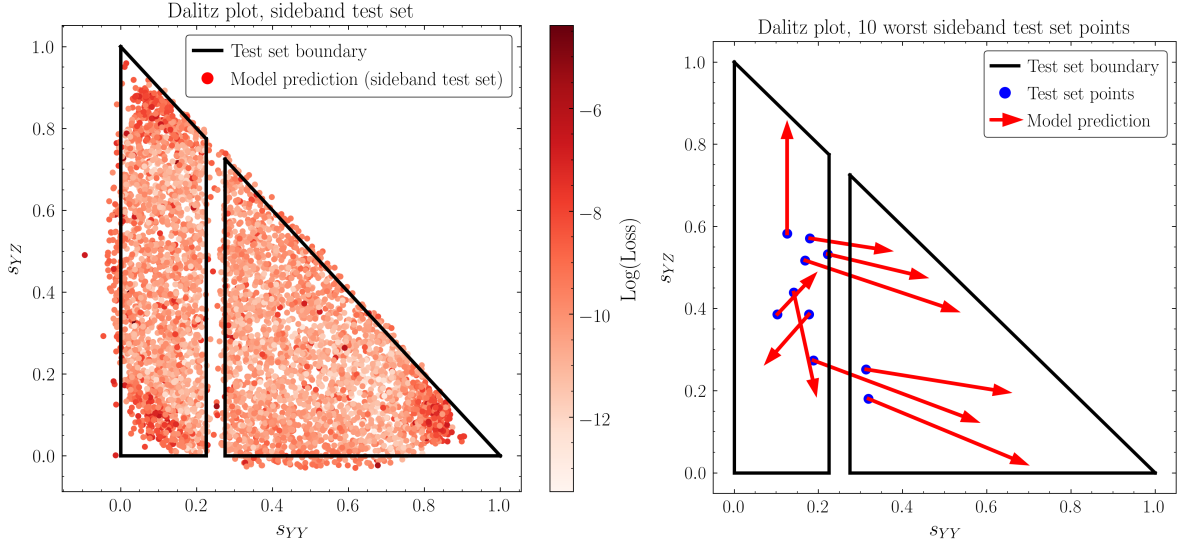 Dalitz plot, sideband test set
Test set boundary
Model prediction (sideband test set)
1.0
0.8
0.6
0.4
0.2
0.0
s_{YZ}
0.0
0.2
0.4
0.6
0.8
1.0
s_{YY}
−6
−8
−10
−12
Log(Loss)
Dalitz plot, 10 worst sideband test set points
Test set boundary
Test set points
Model prediction
1.0
0.8
0.6
0.4
0.2
0.0
s_{YZ}
0.0
0.2
0.4
0.6
0.8
1.0
s_{YY}